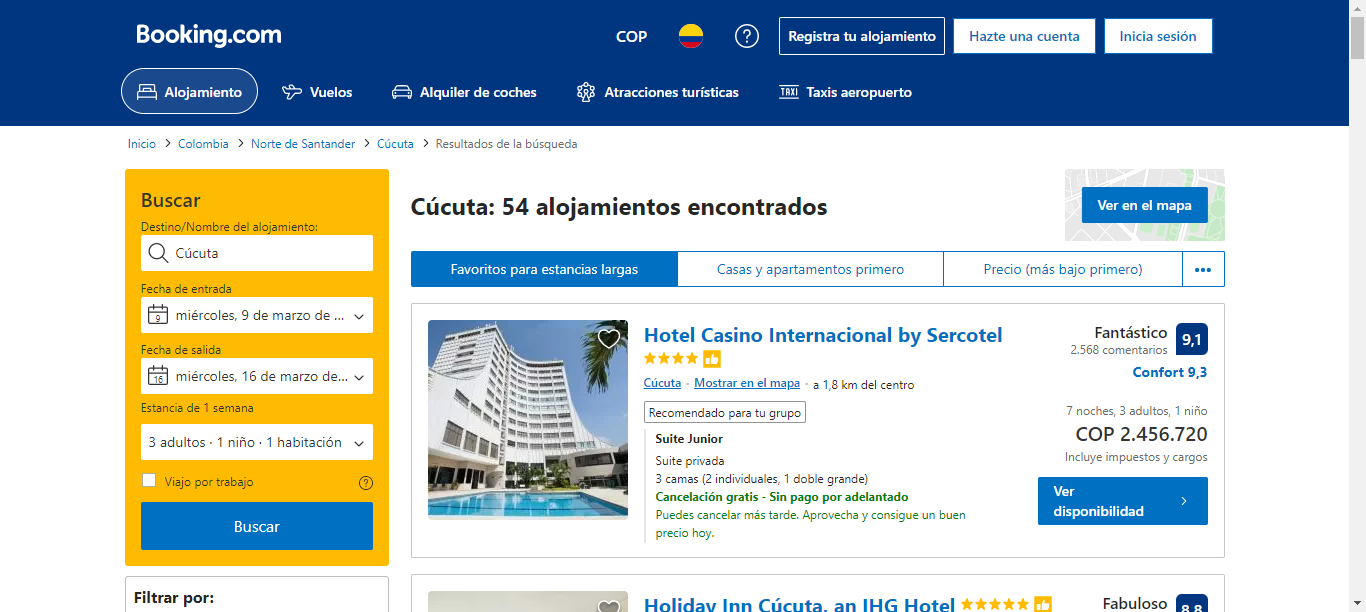 Booking.com
COP
Registra tu alojamiento
Hazte una cuenta
Inicia sesión
Alojamiento
Vuelos
Alquiler de coches
Atracciones turísticas
TAXI Taxis aeropuerto
Inicio > Colombia > Norte de Santander > Cúcuta > Resultados de la búsqueda
Buscar
Destino/Nombre del alojamiento:
Cúcuta
Fecha de entrada
9 miércoles, 9 de marzo de ...
Fecha de salida
16 miércoles, 16 de marzo de...
Estancia de 1 semana
3 adultos · 1 niño · 1 habitación
Viajo por trabajo
Buscar
Filtrar por:
Cúcuta: 54 alojamientos encontrados
Ver en el mapa
Favoritos para estancias largas
Casas y apartamentos primero
Precio (más bajo primero)
Hotel Casino Internacional by Sercotel
Cúcuta · Mostrar en el mapa · a 1,8 km del centro
Recomendado para tu grupo
Suite Junior
Suite privada
3 camas (2 individuales, 1 doble grande)
Cancelación gratis - Sin pago por adelantado
Puedes cancelar más tarde. Aprovecha y consigue un buen
precio hoy.
Fantástico 9,1
2.568 comentarios
Confort 9,3
7 noches, 3 adultos, 1 niño
COP 2.456.720
Incluye impuestos y cargos
Ver
disponibilidad
Holiday Inn Cúcuta, an IHG Hotel
Fabuloso 8,8